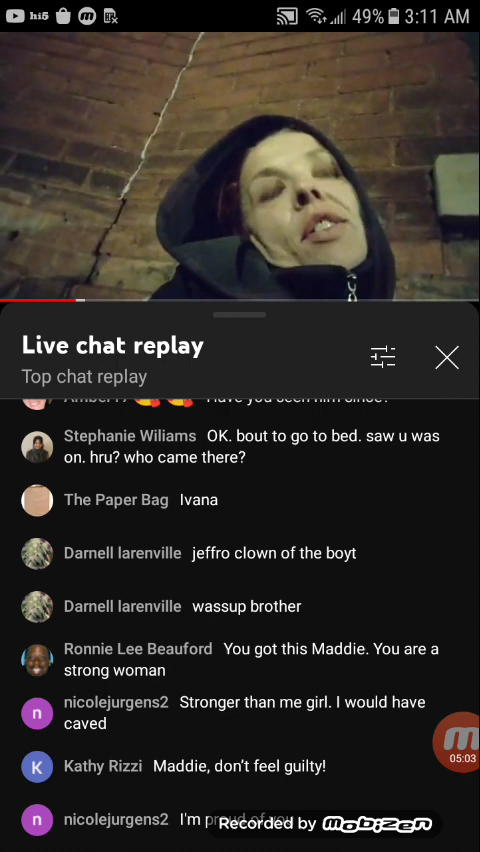 hi5 49% 3:11 AM
Live chat replay
Top chat replay
Have you seen him since?
Stephanie Wiliams OK. bout to go to bed. saw u was
on. hru? who came there?
The Paper Bag Ivana
Darnell larenville jeffro clown of the boyt
Darnell larenville wassup brother
Ronnie Lee Beauford You got this Maddie. You are a
strong woman
nicolejurgens2 Stronger than me girl. I would have
caved
Kathy Rizzi Maddie, don't feel guilty!
05:03
nicolejurgens2 I'm proud of you
Recorded by mobizen